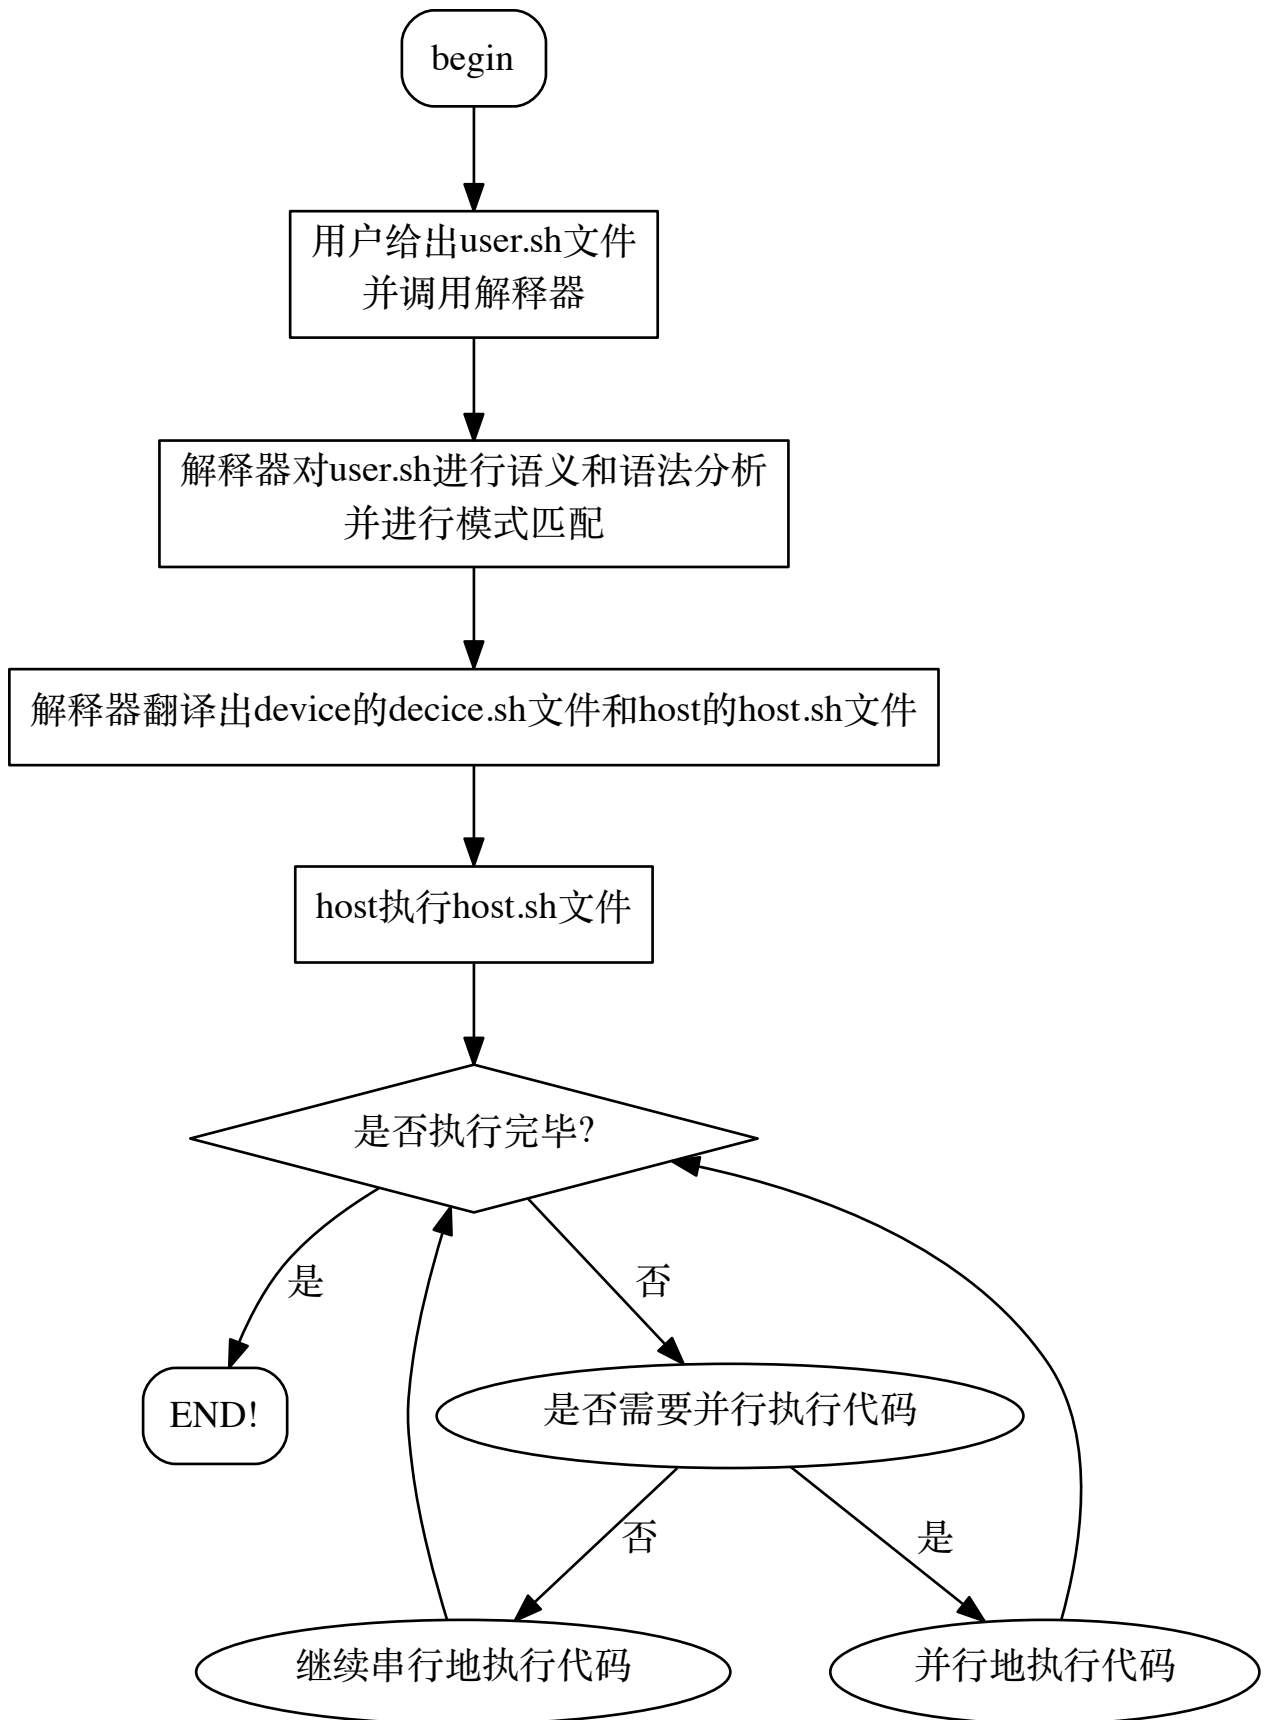 begin
用户给出user.sh文件
并调用解释器
解释器对user.sh进行语义和语法分析
并进行模式匹配
解释器翻译出device的decice.sh文件和host的host.sh文件
host执行host.sh文件
是否执行完毕?
是
否
END!
是否需要并行执行代码
否
是
继续串行地执行代码
并行地执行代码